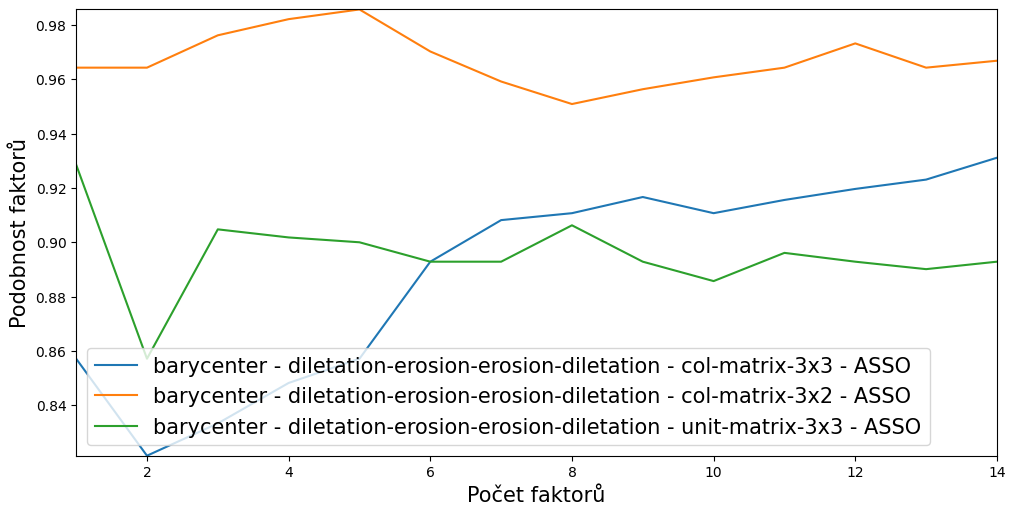 0.98
0.96
0.94
0.92
0.90
0.88
0.86
0.84
Podobnost faktorů
barycenter - diletation-erosion-erosion-diletation - col-matrix-3x3 - ASSO
barycenter - diletation-erosion-erosion-diletation - col-matrix-3x2 - ASSO
barycenter - diletation-erosion-erosion-diletation - unit-matrix-3x3 - ASSO
2 4 6 8 10 12 14
Počet faktorů